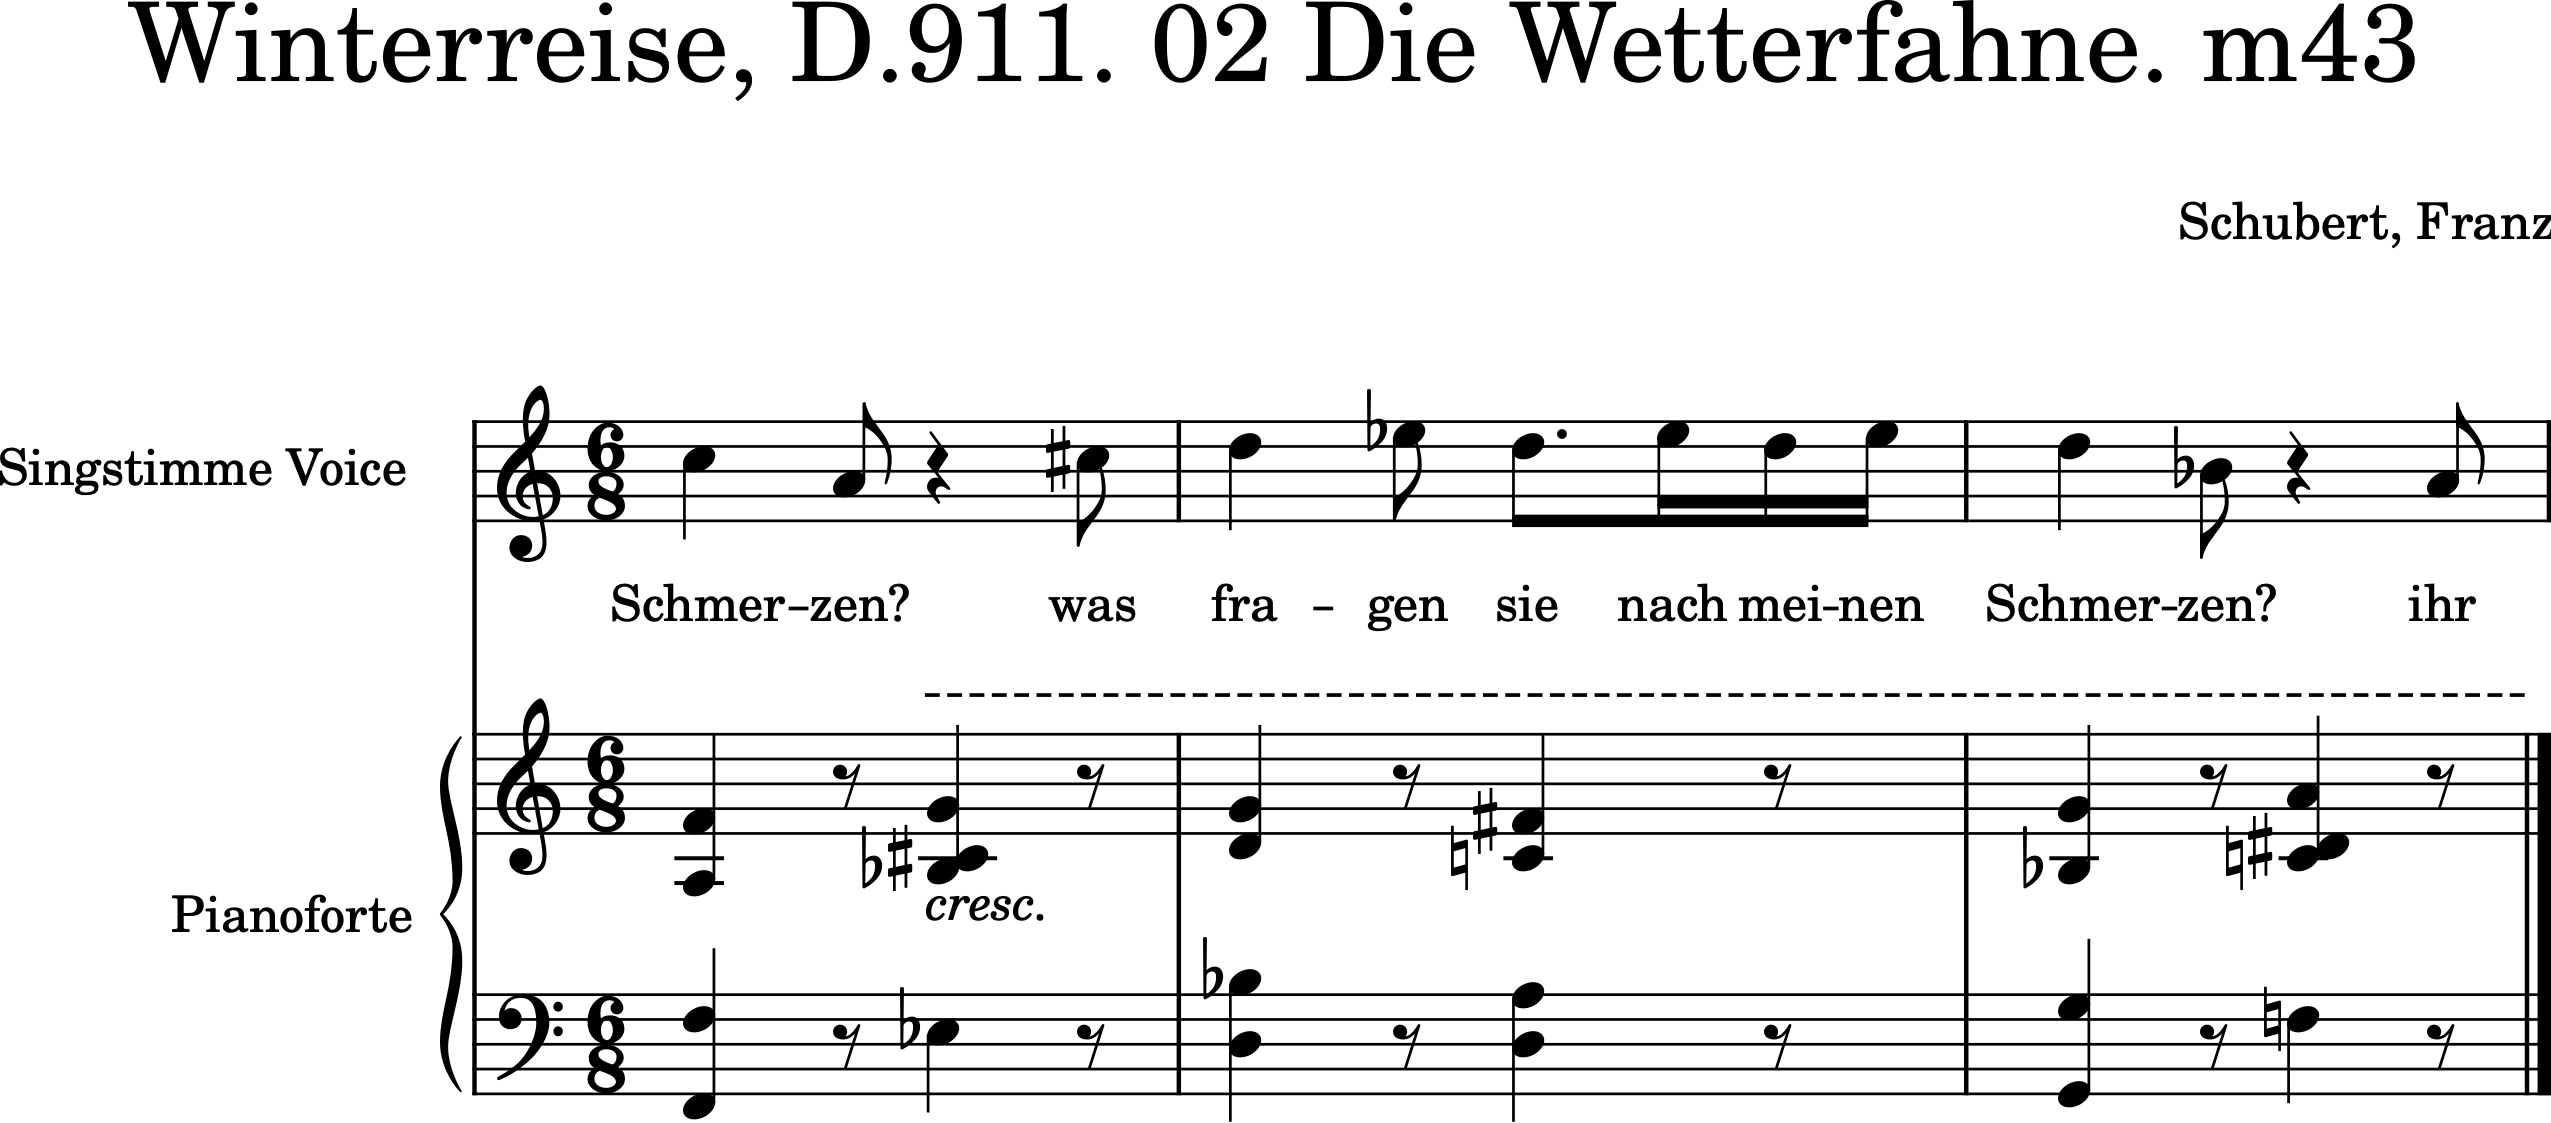 Winterreise, D.911. 02 Die Wetterfahne. m43
Schubert, Franz
Singstimme Voice
Schmer-zen? was fra - gen sie nach mei-nen Schmer-zen? ihr
Pianoforte
cresc.